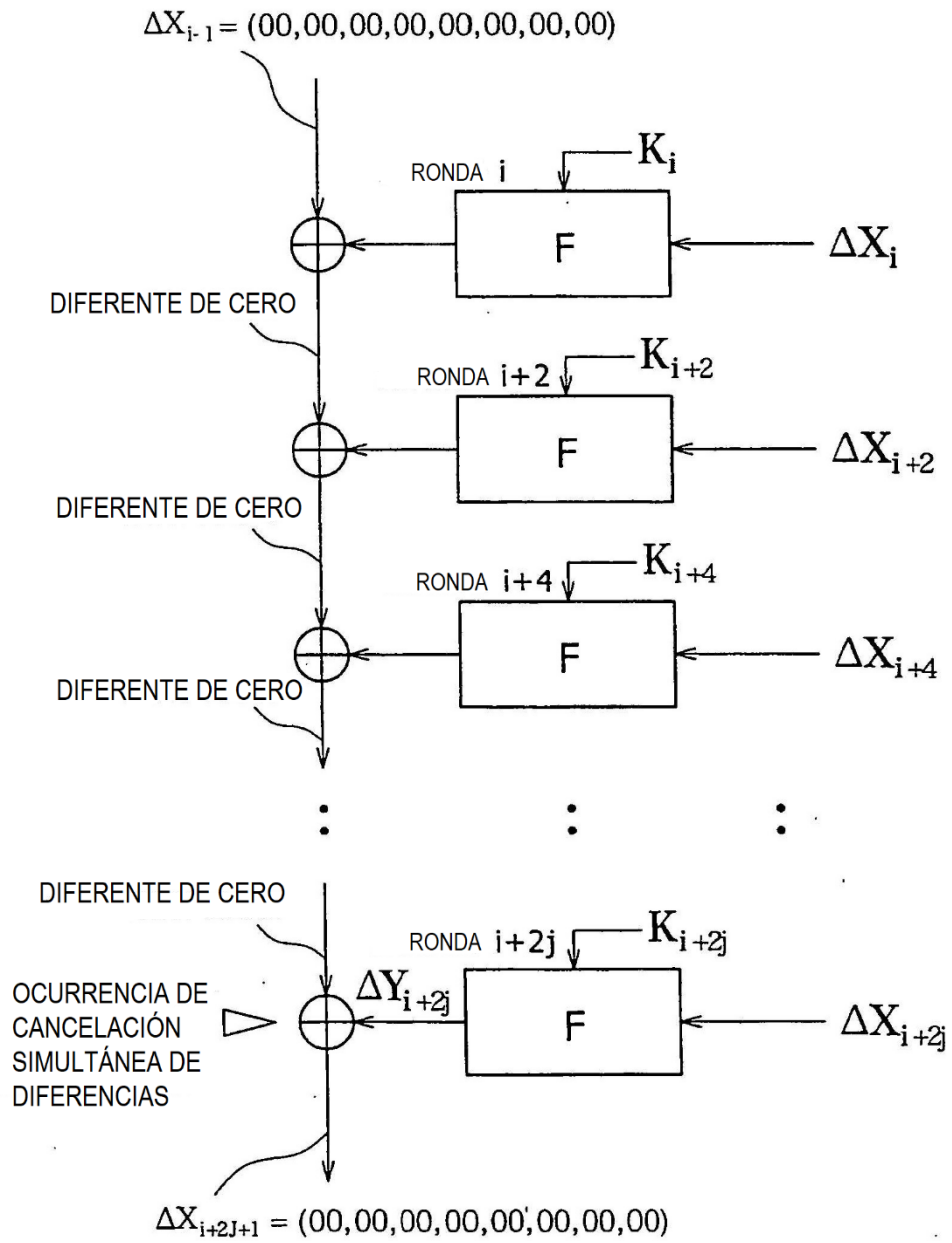 ΔX_{i-1} = (00,00,00,00,00,00,00,00)
K_i
RONDA i
F
ΔX_i
DIFERENTE DE CERO
K_{i+2}
RONDA i+2
F
ΔX_{i+2}
DIFERENTE DE CERO
K_{i+4}
RONDA i+4
F
ΔX_{i+4}
DIFERENTE DE CERO
DIFERENTE DE CERO
K_{i+2j}
RONDA i+2j
ΔY_{i+2j}
F
ΔX_{i+2j}
OCURRENCIA DE
CANCELACIÓN
SIMULTÁNEA DE
DIFERENCIAS
ΔX_{i+2J+1} = (00,00,00,00,00,00,00,00)